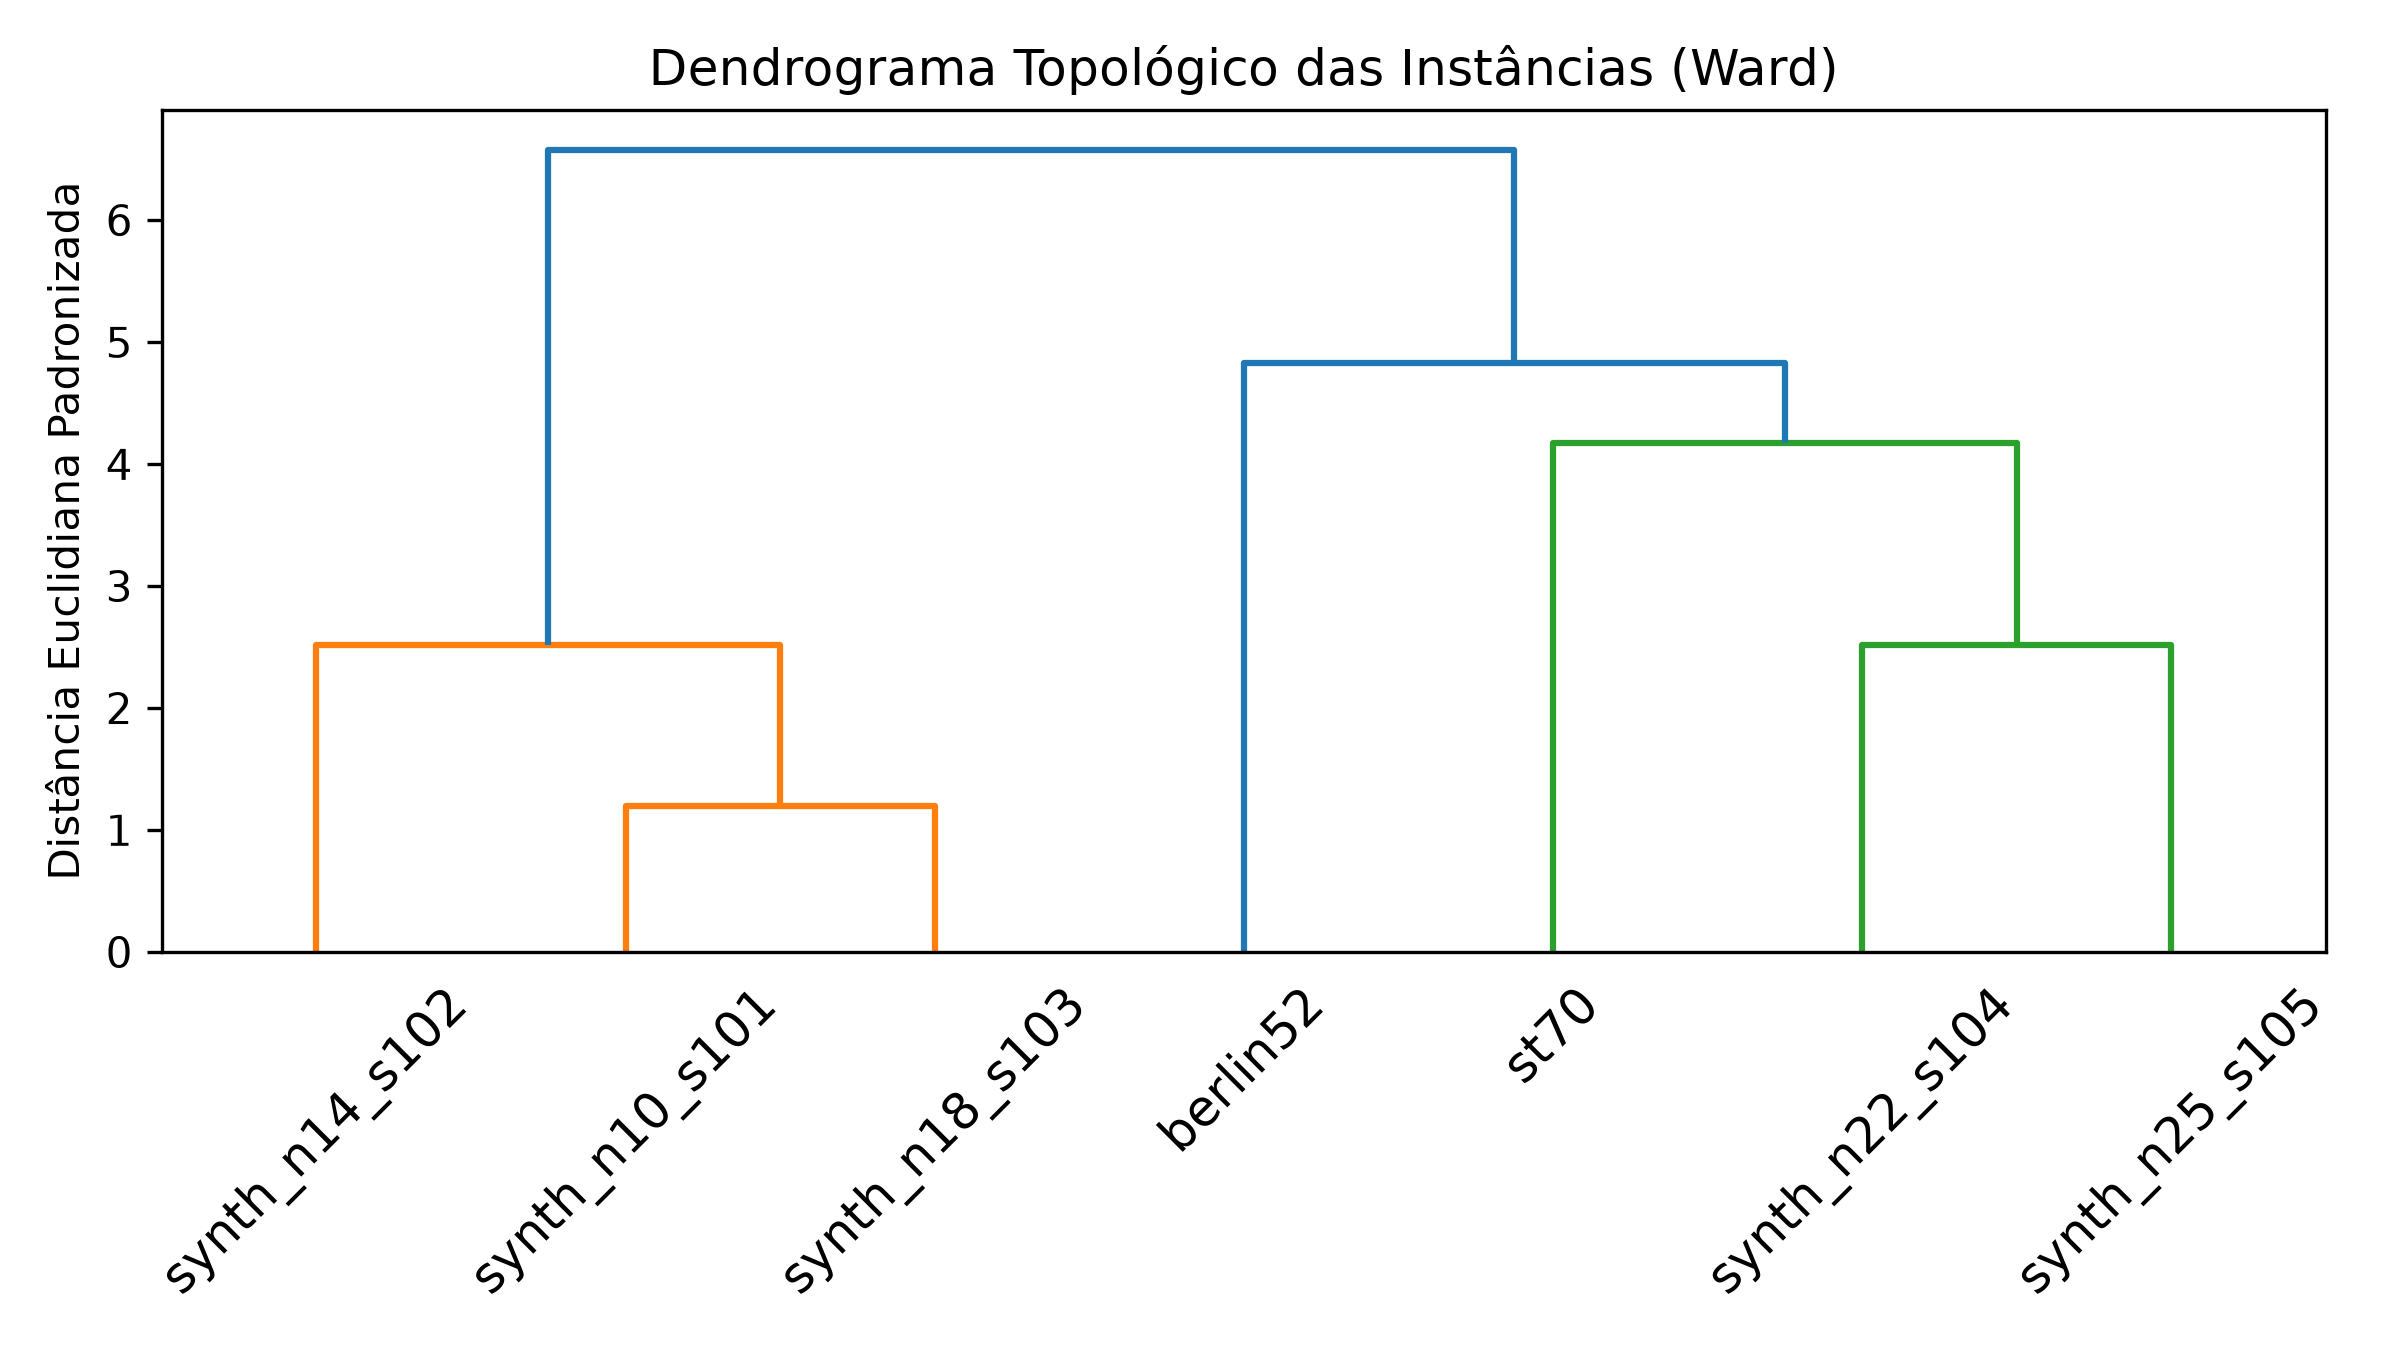 Dendrograma Topológico das Instâncias (Ward)
Distância Euclidiana Padronizada
6
5
4
3
2
1
0
synth_n14_s102
synth_n10_s101
synth_n18_s103
berlin52
st70
synth_n22_s104
synth_n25_s105